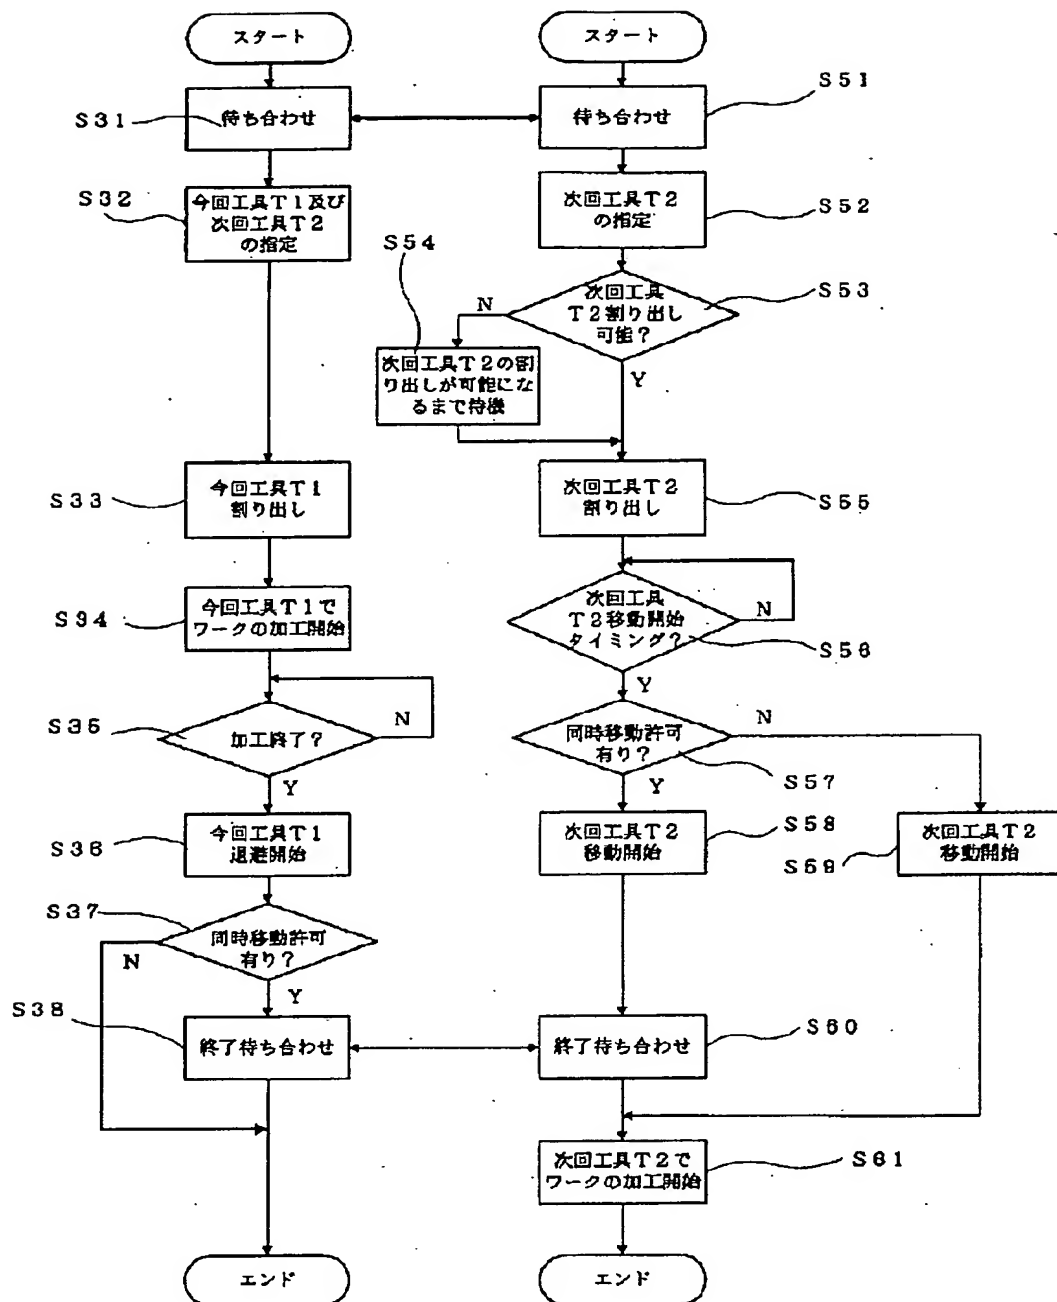 スタート
スタート
S31
待ち合わせ
待ち合わせ
S51
S32
今回工具T1及び
次回工具T2
の指定
次回工具T2
の指定
S52
S54
次回工具
T2割り出し
可能?
S53
N
Y
次回工具T2の割
り出しが可能にな
るまで待機
S33
今回工具T1
割り出し
次回工具T2
割り出し
S55
S34
今回工具T1で
ワークの加工開始
次回工具
T2移動開始
タイミング?
N
S56
Y
S35
加工終了?
N
Y
同時移動許可
有り?
N
S57
Y
S36
今回工具T1
退避開始
次回工具T2
移動開始
S58
S59
次回工具T2
移動開始
S37
同時移動許可
有り?
N
Y
S38
終了待ち合わせ
終了待ち合わせ
S60
次回工具T2で
ワークの加工開始
S61
エンド
エンド